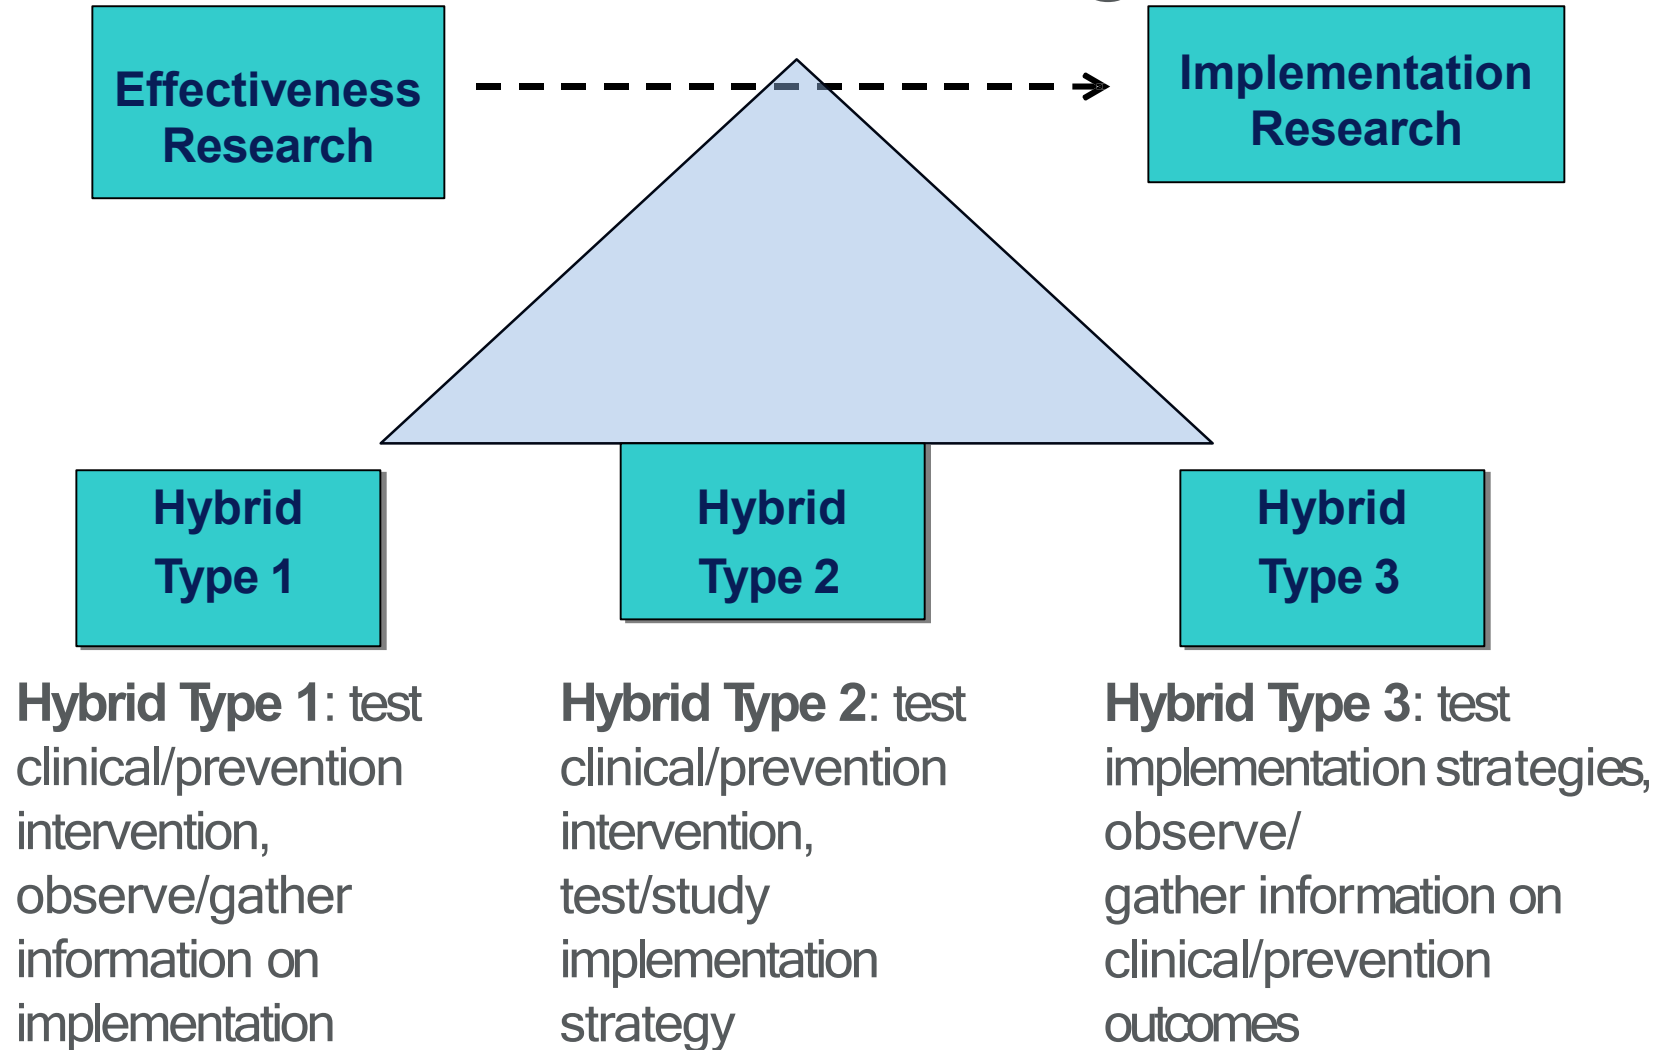 Effectiveness
Research
Implementation
Research
Hybrid
Type 1
Hybrid
Type 2
Hybrid
Type 3
Hybrid Type 1: test
clinical/prevention
intervention,
observe/gather
information on
implementation
Hybrid Type 2: test
clinical/prevention
intervention,
test/study
implementation
strategy
Hybrid Type 3: test
implementation strategies,
observe/
gather information on
clinical/prevention
outcomes